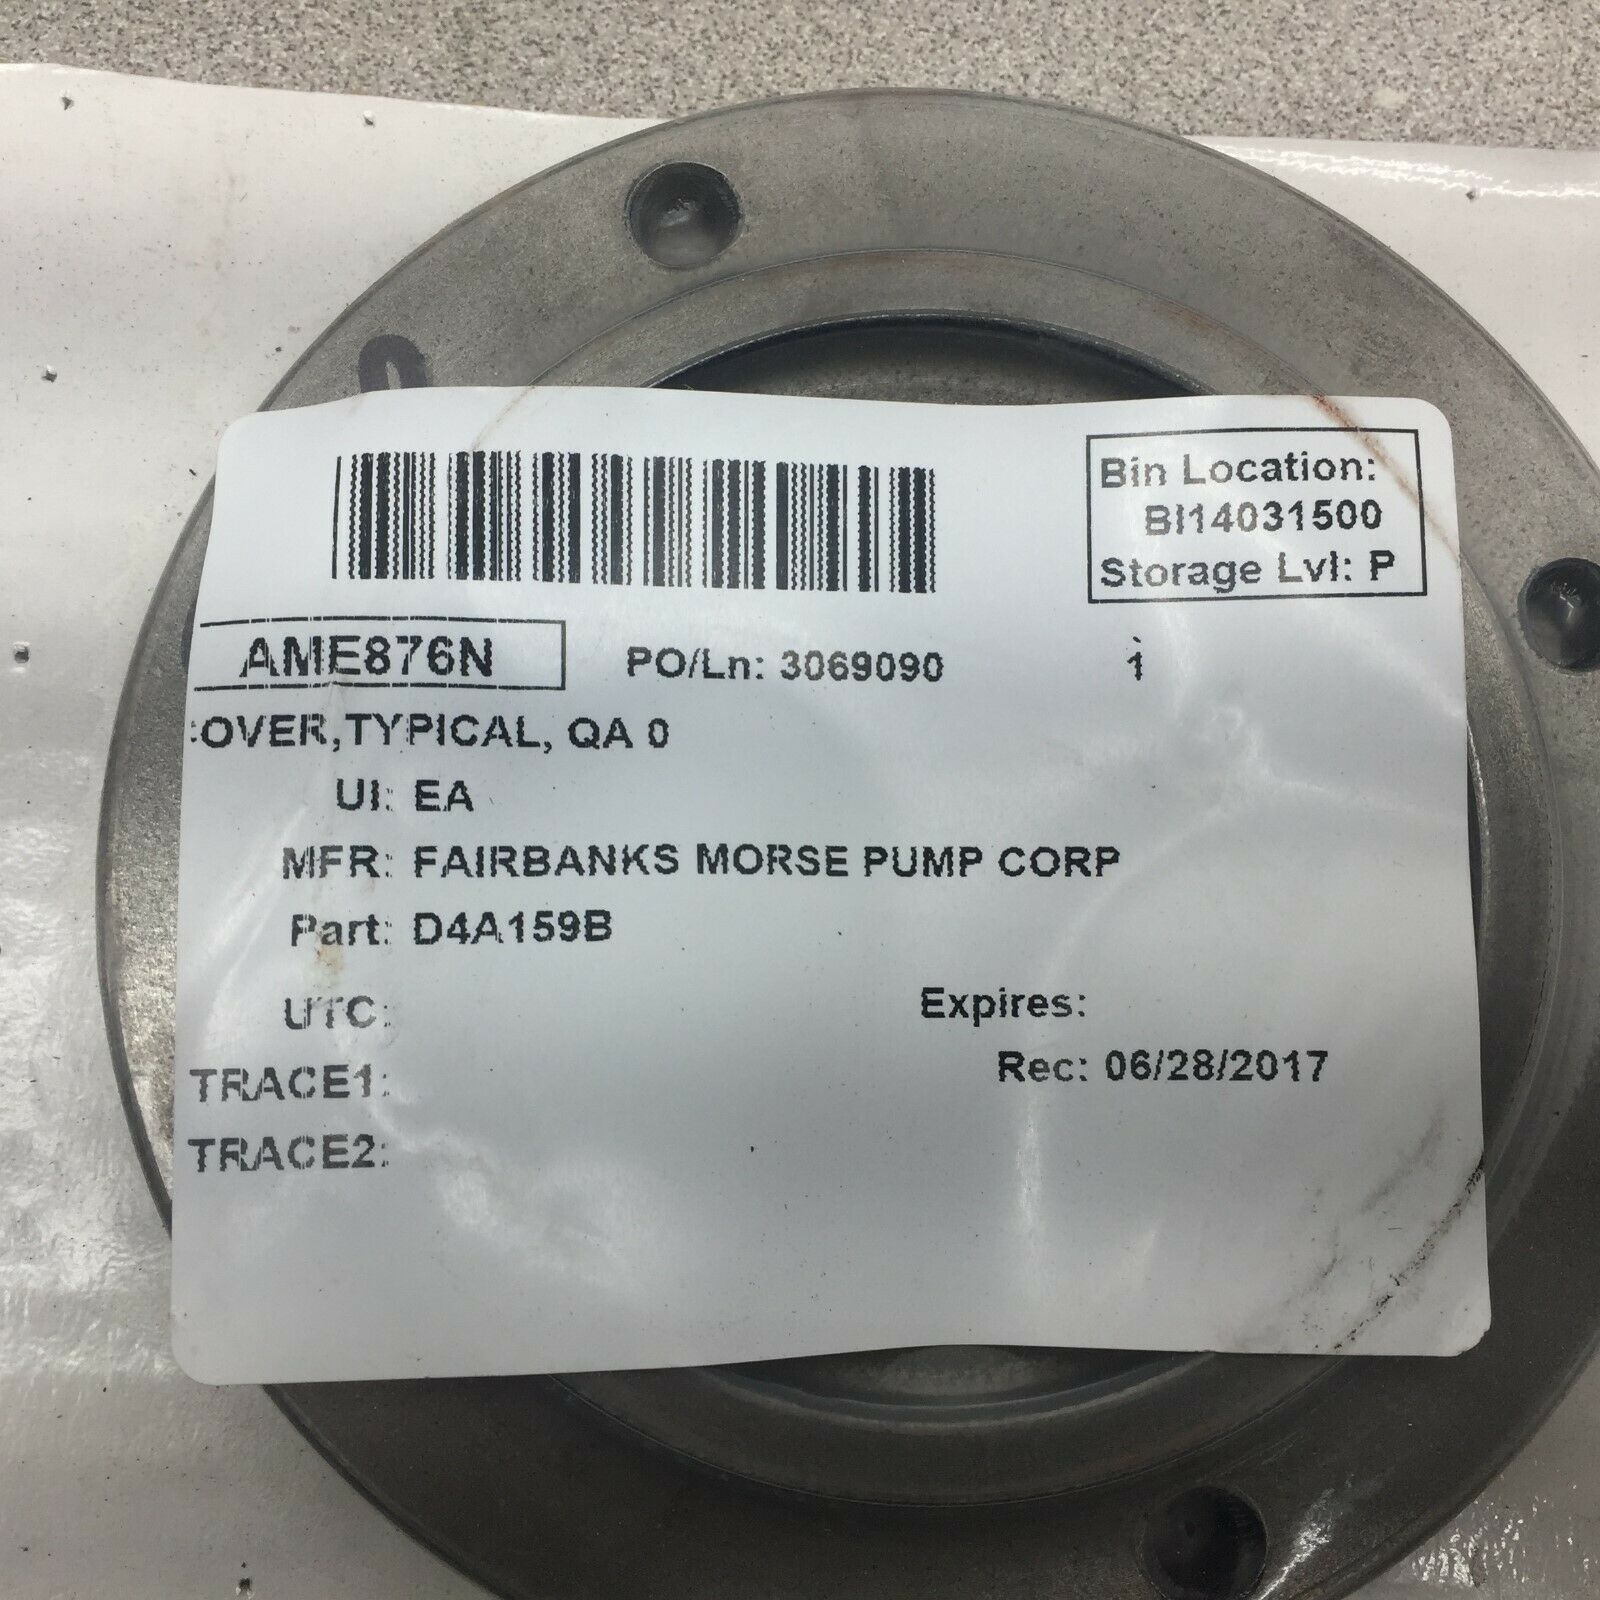 Bin Location:
BI14031500
Storage Lvl: P
AME876N PO/Ln: 3069090 1
:OVER,TYPICAL, QA 0
UI: EA
MFR: FAIRBANKS MORSE PUMP CORP
Part: D4A159B
UTC: Expires:
TRACE1: Rec: 06/28/2017
TRACE2: